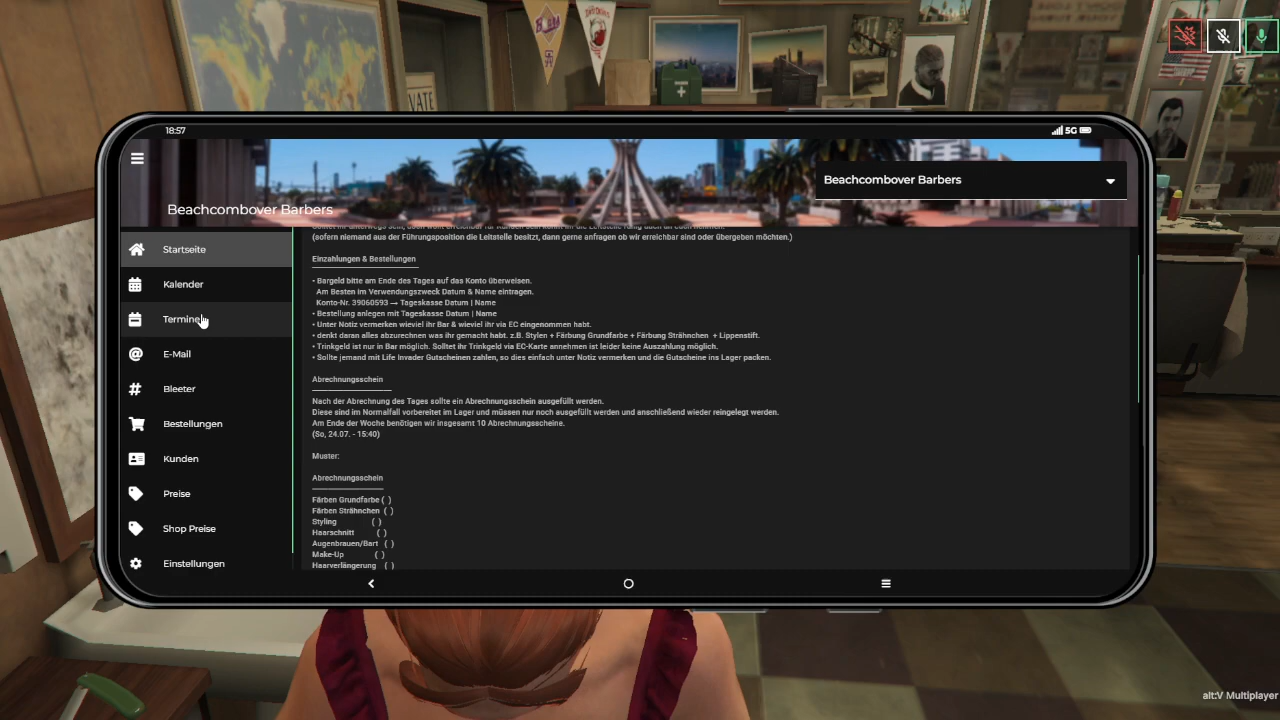 VATE
18:57
5G
Beachcombover Barbers
Beachcombover Barbers
Startseite
Kalender
Termine
E-Mail
Bleeter
Bestellungen
Kunden
Preise
Shop Preise
Einstellungen
(sofern niemand aus der Führungsposition die Leitstelle besitzt, dann gerne anfragen ob wir erreichbar sind oder übergeben möchten.)
Einzahlungen & Bestellungen
• Bargeld bitte am Ende des Tages auf das Konto überweisen.
Am Besten im Verwendungszweck Datum & Name eintragen.
Konto-Nr. 39060593 → Tageskasse Datum | Name
• Bestellung anlegen mit Tageskasse Datum | Name
• Unter Notiz vermerken wieviel ihr Bar & wieviel ihr via EC eingenommen habt.
• denkt daran alles abzurechnen was ihr gemacht habt. z.B. Stylen + Färbung Grundfarbe + Färbung Strähnchen + Lippenstift.
• Trinkgeld ist nur in Bar möglich. Solltet ihr Trinkgeld via EC-Karte annehmen ist leider keine Auszahlung möglich.
• Sollte jemand mit Life Invader Gutscheinen zahlen, so dies einfach unter Notiz vermerken und die Gutscheine ins Lager packen.
Abrechnungsschein
Nach der Abrechnung des Tages sollte ein Abrechnungsschein ausgefüllt werden.
Diese sind im Normalfall vorbereitet im Lager und müssen nur noch ausgefüllt werden und anschließend wieder reingelegt werden.
Am Ende der Woche benötigen wir insgesamt 10 Abrechnungsscheine.
(So, 24.07. - 15:40)
Muster:
Abrechnungsschein
Färben Grundfarbe ( )
Färben Strähnchen ( )
Styling ( )
Haarschnitt ( )
Augenbrauen/Bart ( )
Make-Up ( )
Haarverlängerung ( )
alt:V Multiplayer